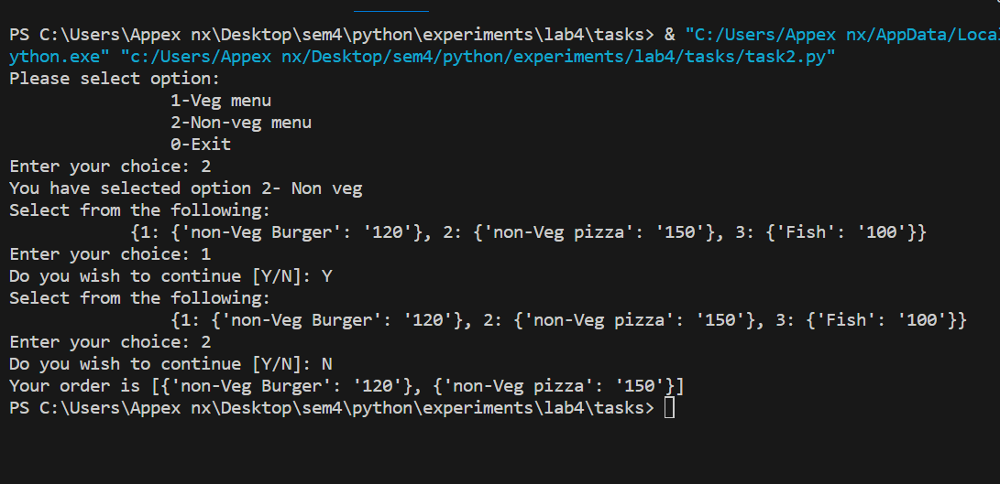 PS C:\Users\Appex nx\Desktop\sem4\python\experiments\lab4\tasks> & "C:/Users/Appex nx/AppData/Loca
ython.exe" "c:/Users/Appex nx/Desktop/sem4/python/experiments/lab4/tasks/task2.py"
Please select option:
                1-Veg menu
                2-Non-veg menu
                0-Exit
Enter your choice: 2
You have selected option 2- Non veg
Select from the following:
            {1: {'non-Veg Burger': '120'}, 2: {'non-Veg pizza': '150'}, 3: {'Fish': '100'}}
Enter your choice: 1
Do you wish to continue [Y/N]: Y
Select from the following:
                {1: {'non-Veg Burger': '120'}, 2: {'non-Veg pizza': '150'}, 3: {'Fish': '100'}}
Enter your choice: 2
Do you wish to continue [Y/N]: N
Your order is [{'non-Veg Burger': '120'}, {'non-Veg pizza': '150'}]
PS C:\Users\Appex nx\Desktop\sem4\python\experiments\lab4\tasks>